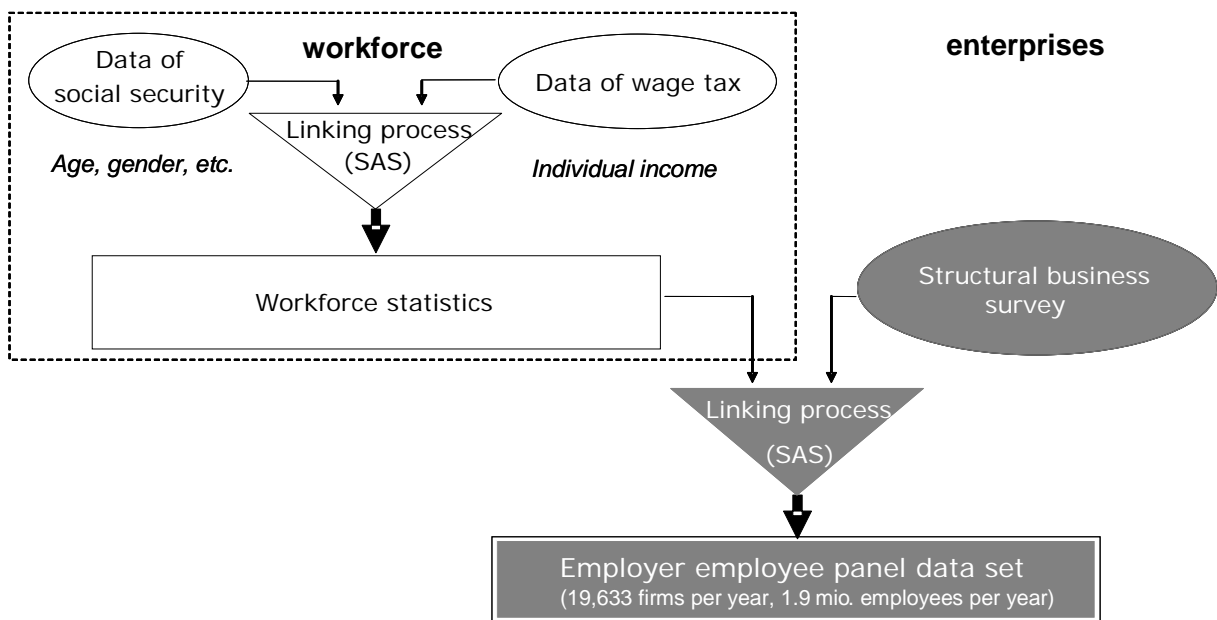 workforce
enterprises
Data of
social security
Data of wage tax
Linking process
(SAS)
Age, gender, etc.
Individual income
Workforce statistics
Structural business
survey
Linking process
(SAS)
Employer employee panel data set
(19,633 firms per year, 1.9 mio. employees per year)